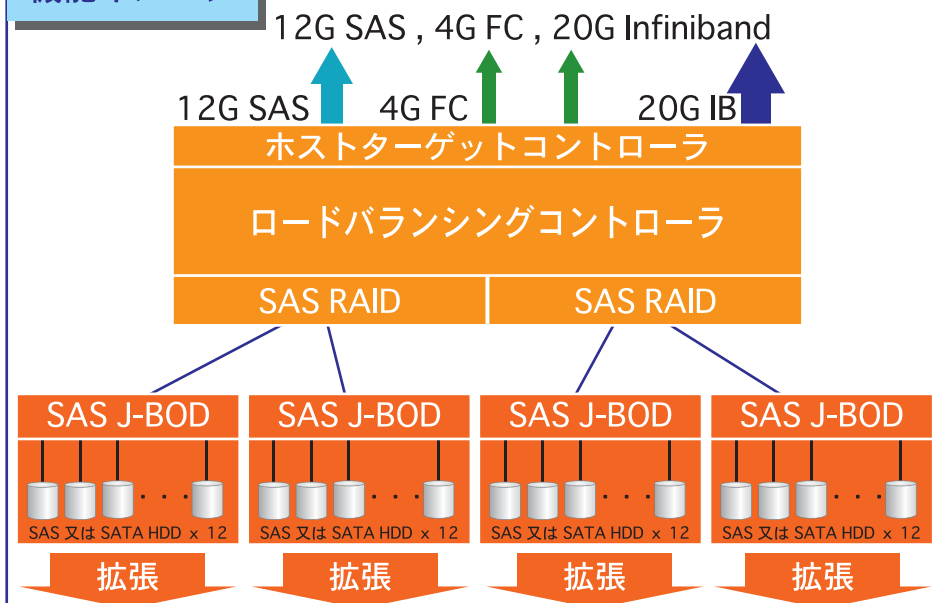 12G SAS , 4G FC , 20G Infiniband
12G SAS 4G FC 20G IB
ホストターゲットコントローラ
ロードバランシングコントローラ
SAS RAID SAS RAID
SAS J-BOD SAS J-BOD SAS J-BOD SAS J-BOD
SAS 又は SATA HDD x 12 SAS 又は SATA HDD x 12 SAS 又は SATA HDD x 12 SAS 又は SATA HDD x 12
拡張 拡張 拡張 拡張